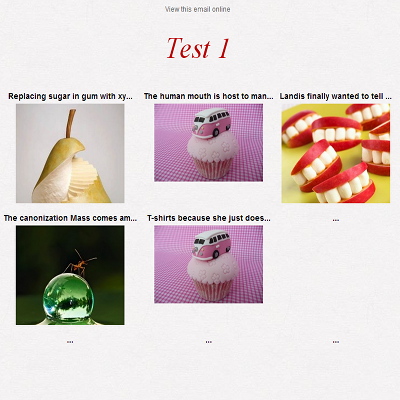 View this email online
Test 1
Replacing sugar in gum with xy...
The human mouth is host to man...
Landis finally wanted to tell ...
The canonization Mass comes am...
T-shirts because she just does...
...
...
...
...